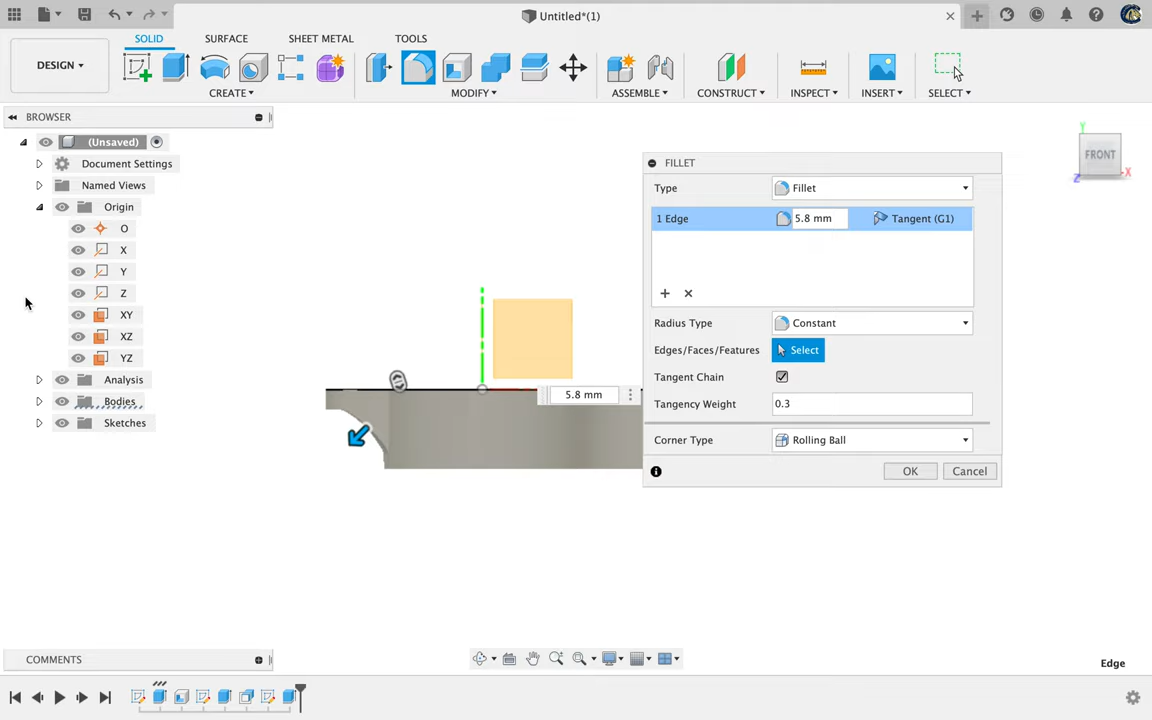 Untitled*(1)
SOLID SURFACE SHEET METAL TOOLS
DESIGN
CREATE MODIFY ASSEMBLE CONSTRUCT INSPECT INSERT SELECT
BROWSER
(Unsaved)
Document Settings
Named Views
Origin
O
X
Y
Z
XY
XZ
YZ
Analysis
Bodies
Sketches
Y
FRONT
X
Z
FILLET
Type Fillet
1 Edge 5.8 mm Tangent (G1)
Radius Type Constant
Edges/Faces/Features Select
Tangent Chain
Tangency Weight 0.3
Corner Type Rolling Ball
OK Cancel
5.8 mm
COMMENTS
Edge